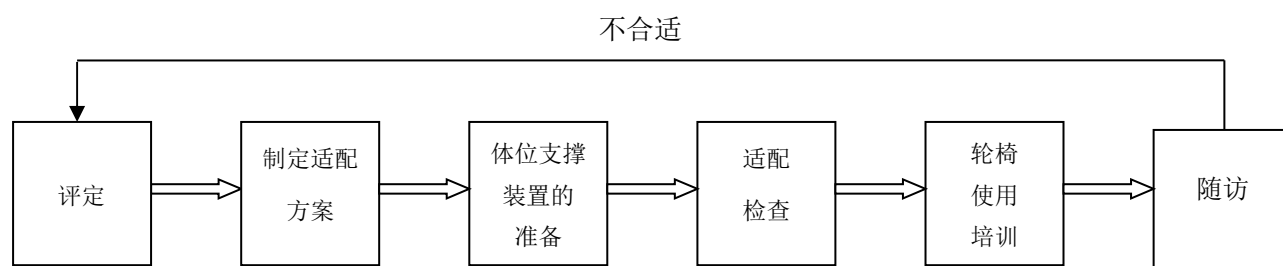 不合适
评定
制定适配
方案
体位支撑
装置的
准备
适配
检查
轮椅
使用
培训
随访